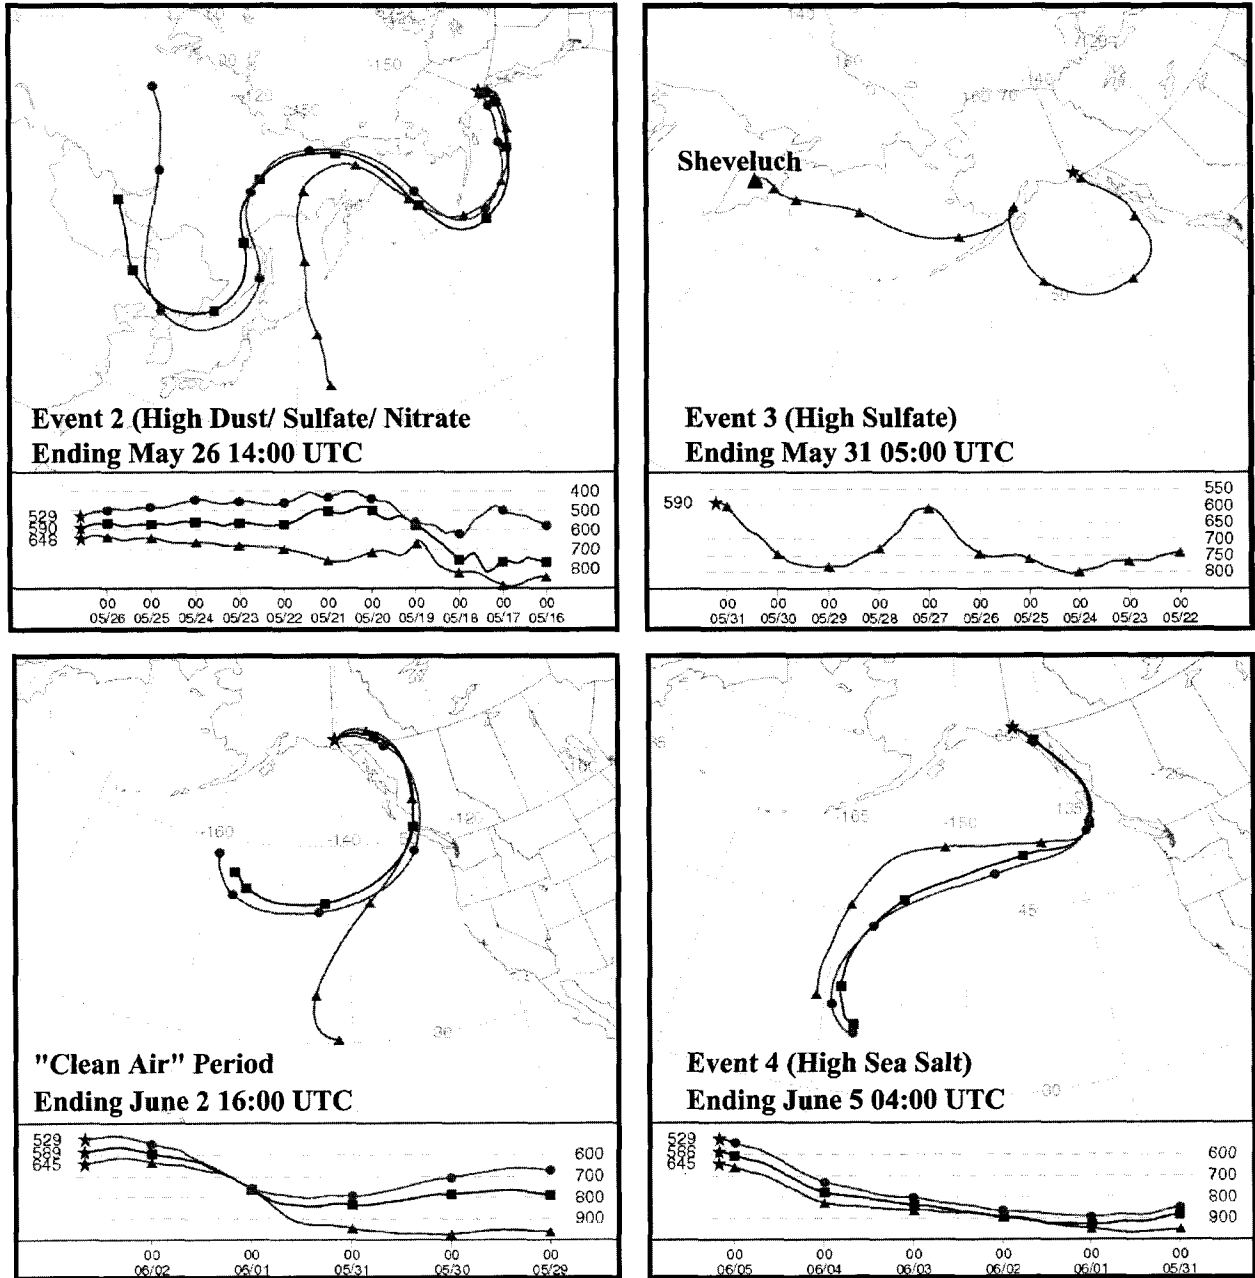 -150
Event 2 (High Dust/ Sulfate/ Nitrate
Ending May 26 14:00 UTC
529
590
646
400
500
600
700
800
00 00 00 00 00 00 00 00 00 00 00
05/26 05/25 05/24 05/23 05/22 05/21 05/20 05/19 05/18 05/17 05/16
Sheveluch
Event 3 (High Sulfate)
Ending May 31 05:00 UTC
590
550
600
650
700
750
800
00 00 00 00 00 00 00 00 00 00
05/31 05/30 05/29 05/28 05/27 05/26 05/25 05/24 05/23 05/22
-160
-140
-120
"Clean Air" Period
Ending June 2 16:00 UTC
529
589
645
600
700
800
900
00 00 00 00 00
06/02 06/01 05/31 05/30 05/29
-165
-150
135
45
-30
Event 4 (High Sea Salt)
Ending June 5 04:00 UTC
529
645
600
700
800
900
00 00 00 00 00 00
06/05 06/04 06/03 06/02 06/01 05/31